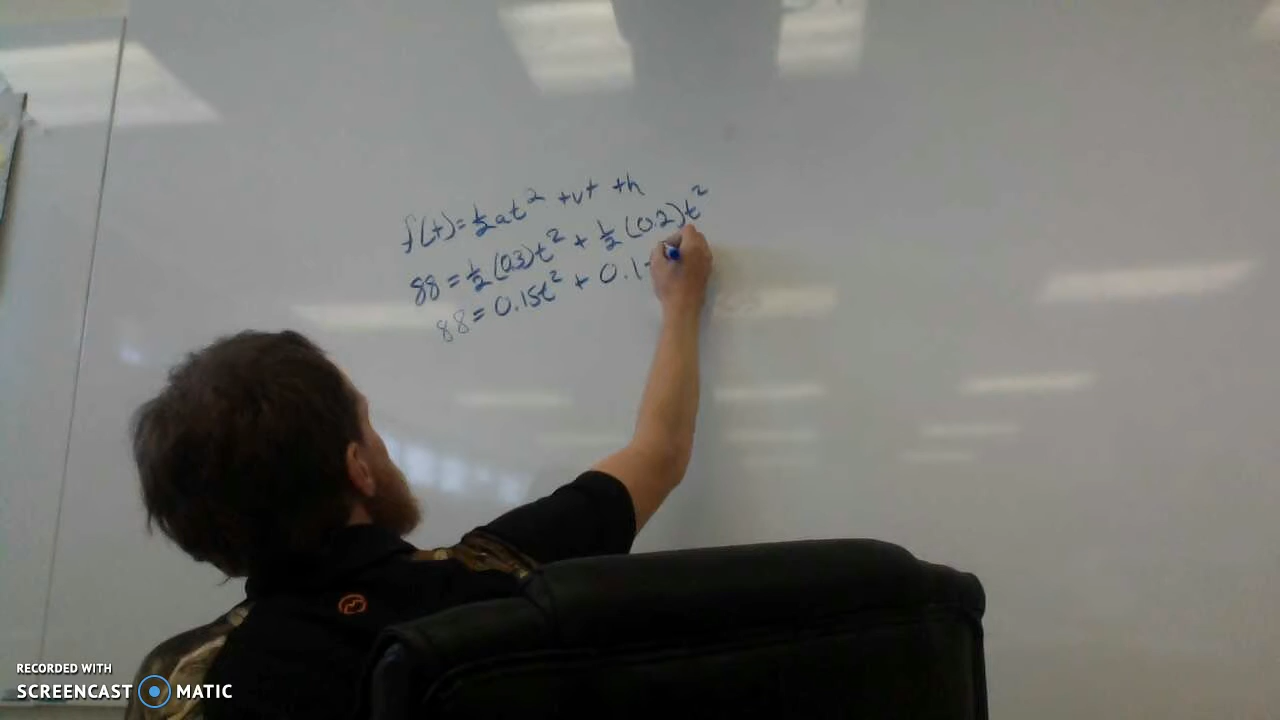 f(t)=½at² +vt +h
88 = ½(0.3)t² + ½(0.2)t²
88 = 0.15t² + 0.1
RECORDED WITH
SCREENCAST MATIC